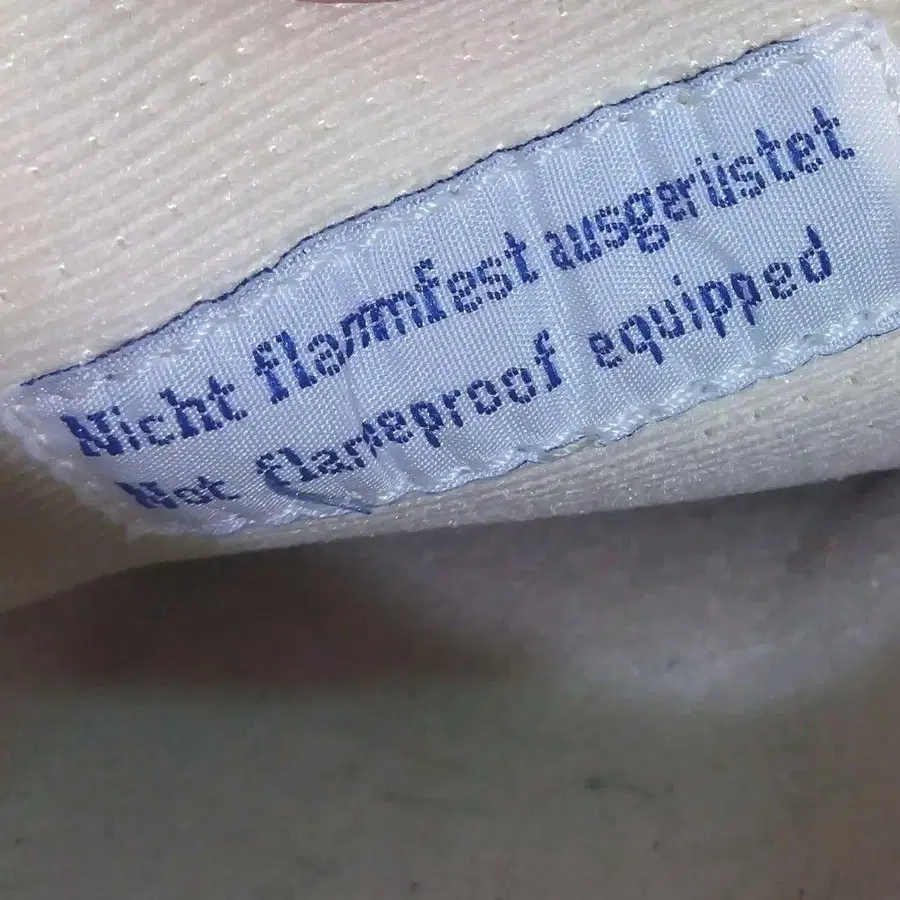 Nicht flammfest ausgerüstet
Not flameproof equipped